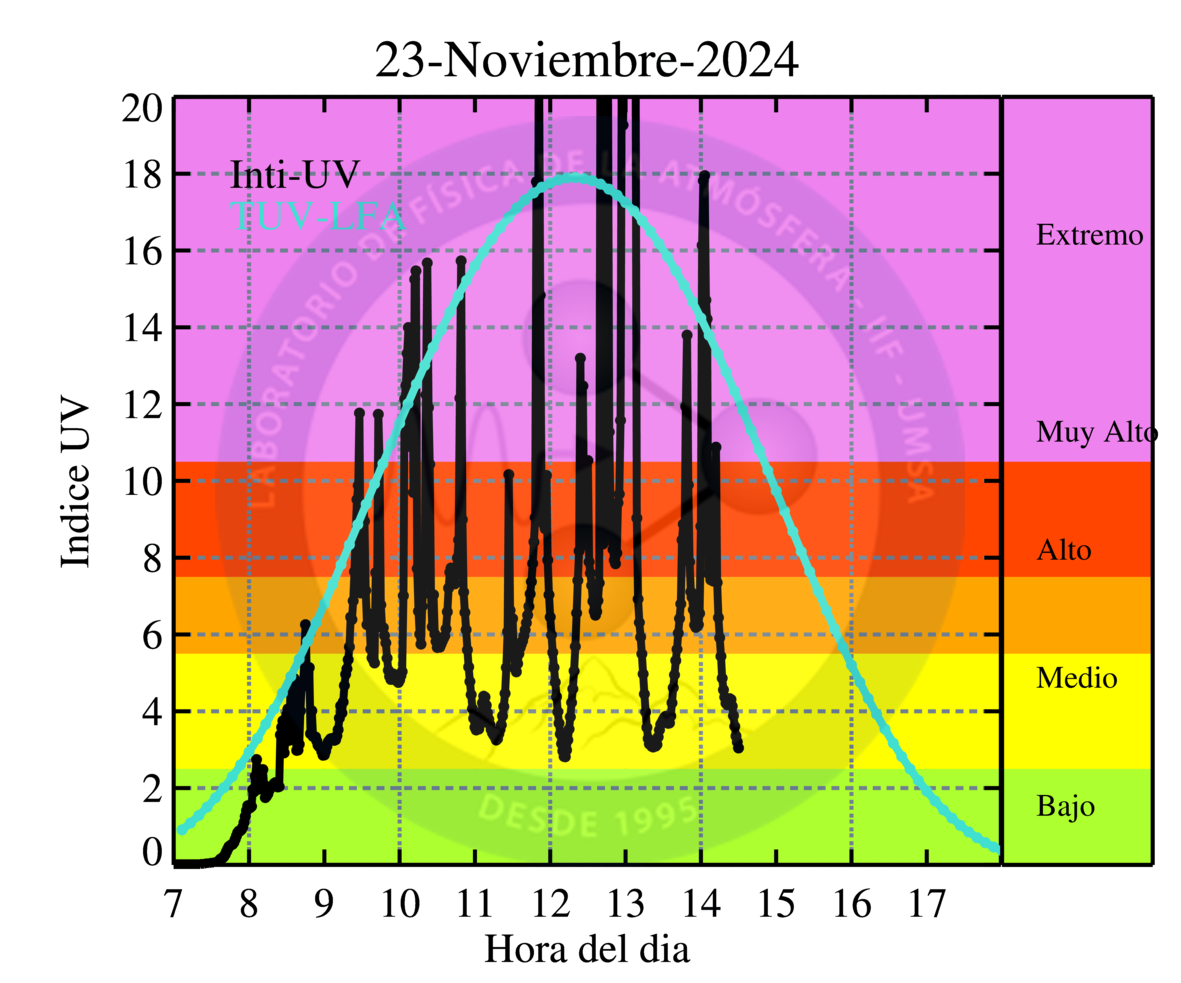 23-Noviembre-2024
20
18
16
14
12
10
8
6
4
2
0
Indice UV
Inti-UV
TUV-LFA
LABORATORIO DE FÍSICA DE LA ATMÓSFERA - IIF - UMSA
DESDE 1995
Extremo
Muy Alto
Alto
Medio
Bajo
7 8 9 10 11 12 13 14 15 16 17
Hora del dia